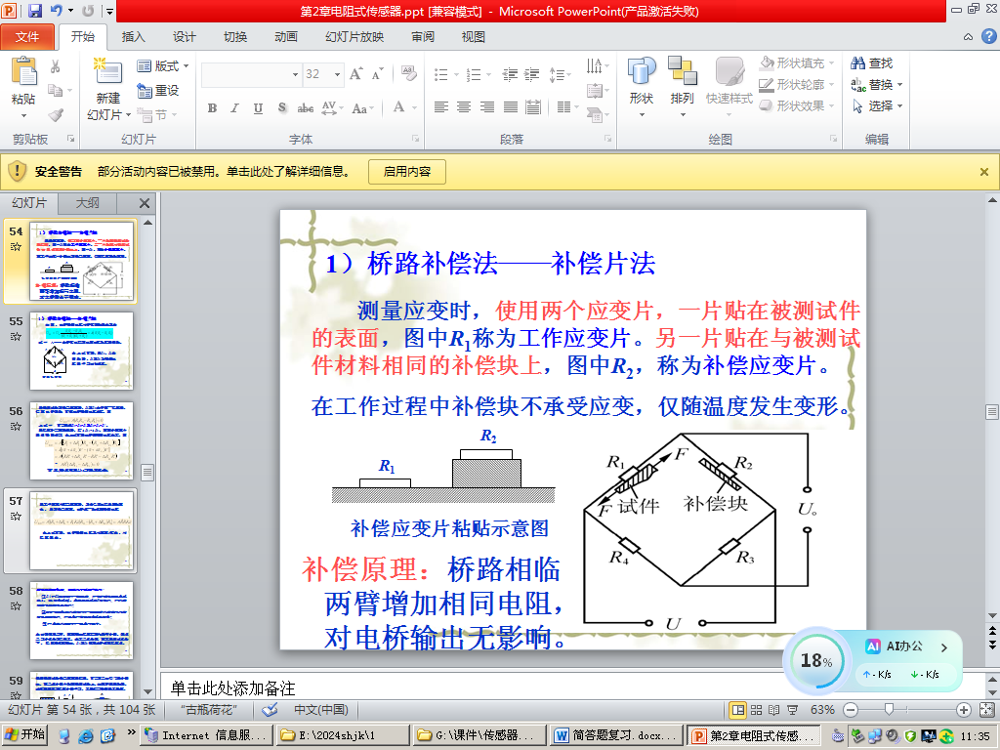 第2章电阻式传感器.ppt [兼容模式] - Microsoft PowerPoint(产品激活失败)
文件 开始 插入 设计 切换 动画 幻灯片放映 审阅 视图
粘贴
剪贴板
新建
幻灯片
版式
重设
节
幻灯片
32
B I U S abc AV Aa A
字体
段落
形状 排列 快速样式
形状填充
形状轮廓
形状效果
绘图
查找
替换
选择
编辑
安全警告 部分活动内容已被禁用。单击此处了解详细信息。 启用内容
幻灯片 大纲
54
55
56
57
58
59
1）桥路补偿法——补偿片法
测量应变时，使用两个应变片，一片贴在被测试件
的表面，图中R1称为工作应变片。另一片贴在与被测试
件材料相同的补偿块上，图中R2，称为补偿应变片。
在工作过程中补偿块不承受应变，仅随温度发生变形。
R1
R2
补偿应变片粘贴示意图
R1 F R2
F 试件 补偿块 U。
R4 R3
U
补偿原理：桥路相临
两臂增加相同电阻，
对电桥输出无影响。
18%
AI AI办公
↑ - K/s ↓ - K/s
单击此处添加备注
幻灯片 第 54 张，共 104 张 “古瓶荷花” 中文(中国) 63%
开始 Internet 信息服... E:\2024shjk\1 G:\课件\传感器... 简答题复习.docx... 第2章电阻式传感... 11:35